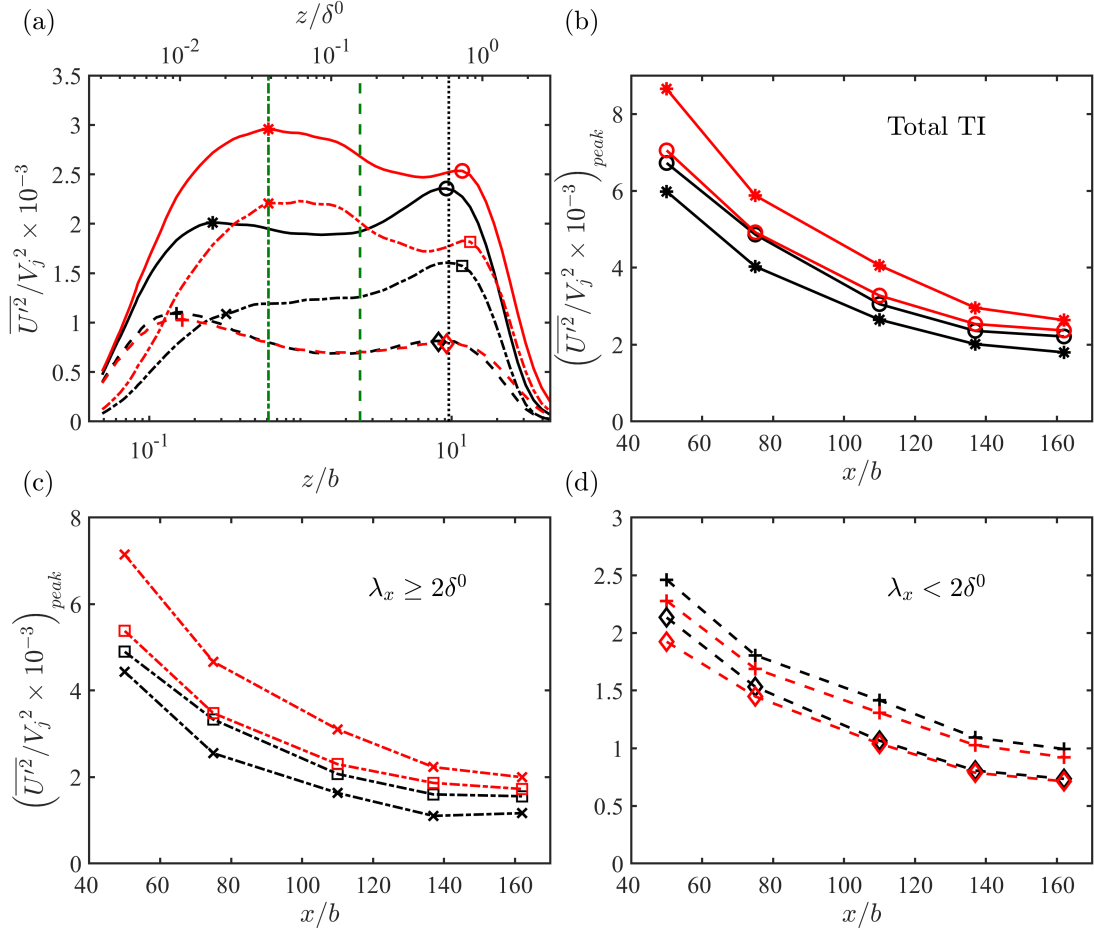 (a)
z/δ⁰
10⁻² 10⁻¹ 10⁰
3.5
3
2.5
2
1.5
1
0.5
0
10⁻¹ 10¹
z/b
\overline{U'^2}/V_j^2 × 10⁻³
(b)
Total TI
8
6
4
2
0
40 60 80 100 120 140 160
x/b
(\overline{U'^2}/V_j^2 × 10⁻³)_{peak}
(c)
λₓ ≥ 2δ⁰
8
6
4
2
0
40 60 80 100 120 140 160
x/b
(\overline{U'^2}/V_j^2 × 10⁻³)_{peak}
(d)
λₓ < 2δ⁰
3
2.5
2
1.5
1
0.5
0
40 60 80 100 120 140 160
x/b